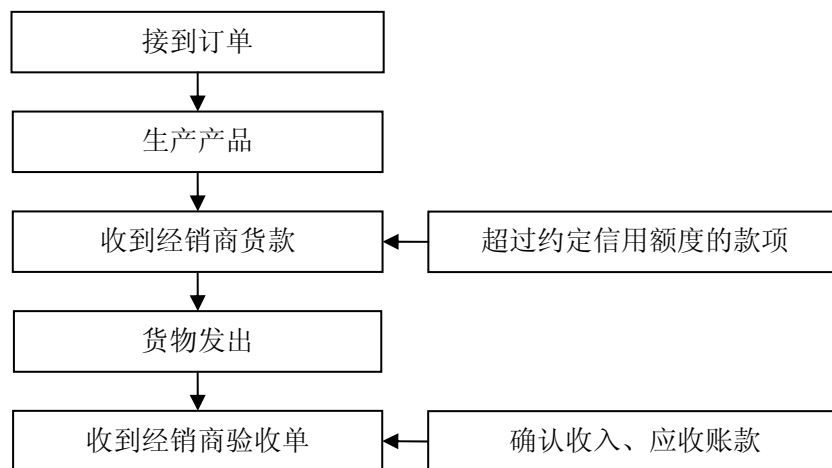 接到订单
生产产品
收到经销商货款
超过约定信用额度的款项
货物发出
收到经销商验收单
确认收入、应收账款